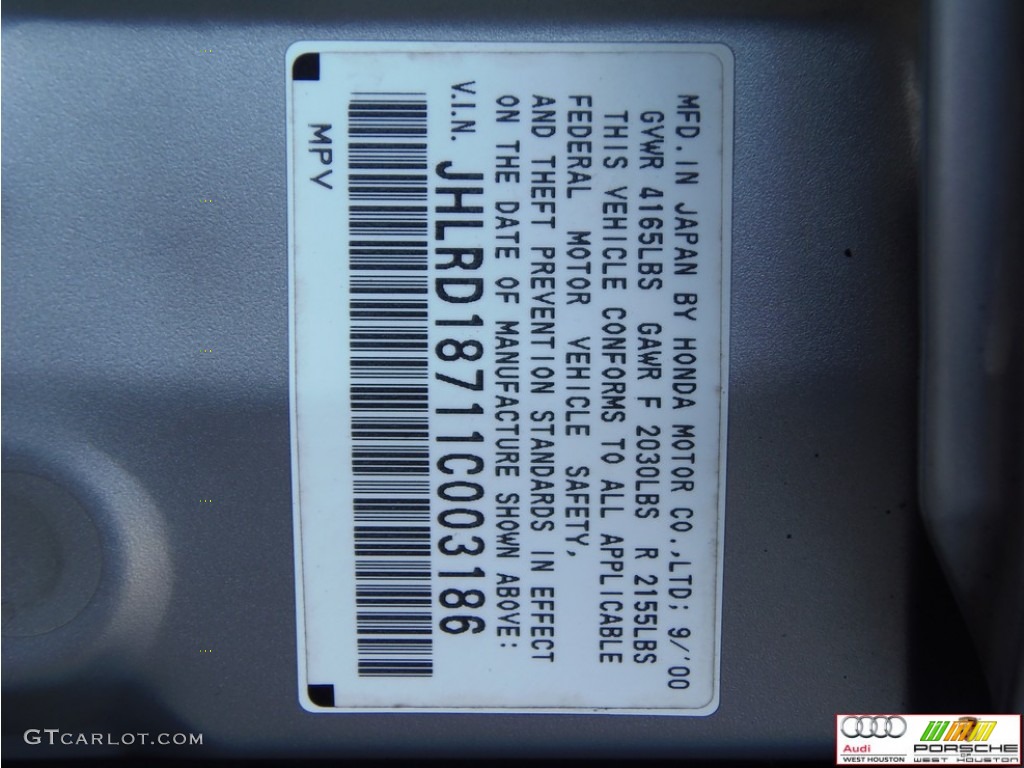 MFD.IN JAPAN BY HONDA MOTOR CO.,LTD; 9/'00
GVWR 4165LBS GAWR F 2030LBS R 2155LBS
THIS VEHICLE CONFORMS TO ALL APPLICABLE
FEDERAL MOTOR VEHICLE SAFETY,
AND THEFT PREVENTION STANDARDS IN EFFECT
ON THE DATE OF MANUFACTURE SHOWN ABOVE:
V.I.N. JHLRD18711C003186
MPV
GTCARLOT.COM
Audi
WEST HOUSTON
PORSCHE
OF
WEST HOUSTON